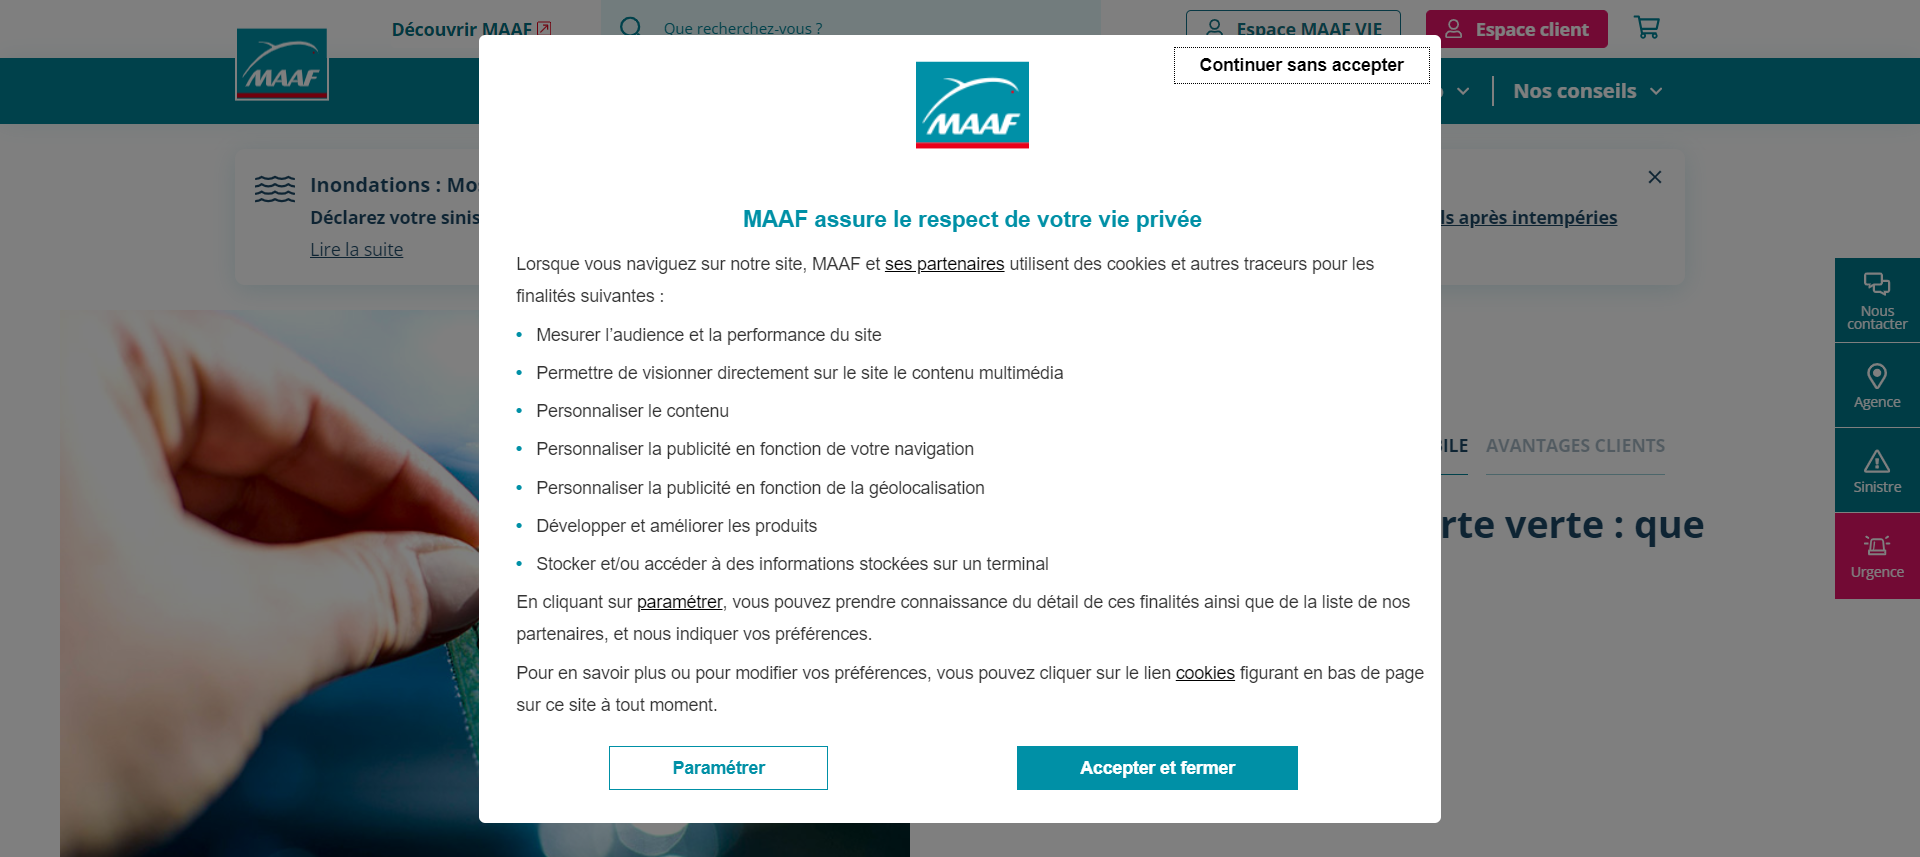 Découvrir MAAF
Que recherchez-vous ?
Espace MAAF VIE
Espace client
MAAF
Nos conseils
Inondations :
Déclarez votre
Lire la suite
ls après intempéries
Continuer sans accepter
MAAF
MAAF assure le respect de votre vie privée
Lorsque vous naviguez sur notre site, MAAF et ses partenaires utilisent des cookies et autres traceurs pour les
finalités suivantes :
• Mesurer l’audience et la performance du site
• Permettre de visionner directement sur le site le contenu multimédia
• Personnaliser le contenu
• Personnaliser la publicité en fonction de votre navigation
• Personnaliser la publicité en fonction de la géolocalisation
• Développer et améliorer les produits
• Stocker et/ou accéder à des informations stockées sur un terminal
En cliquant sur paramétrer, vous pouvez prendre connaissance du détail de ces finalités ainsi que de la liste de nos
partenaires, et nous indiquer vos préférences.
Pour en savoir plus ou pour modifier vos préférences, vous pouvez cliquer sur le lien cookies figurant en bas de page
sur ce site à tout moment.
Paramétrer
Accepter et fermer
AVANTAGES CLIENTS
rte verte : que
Nous
contacter
Agence
Sinistre
Urgence